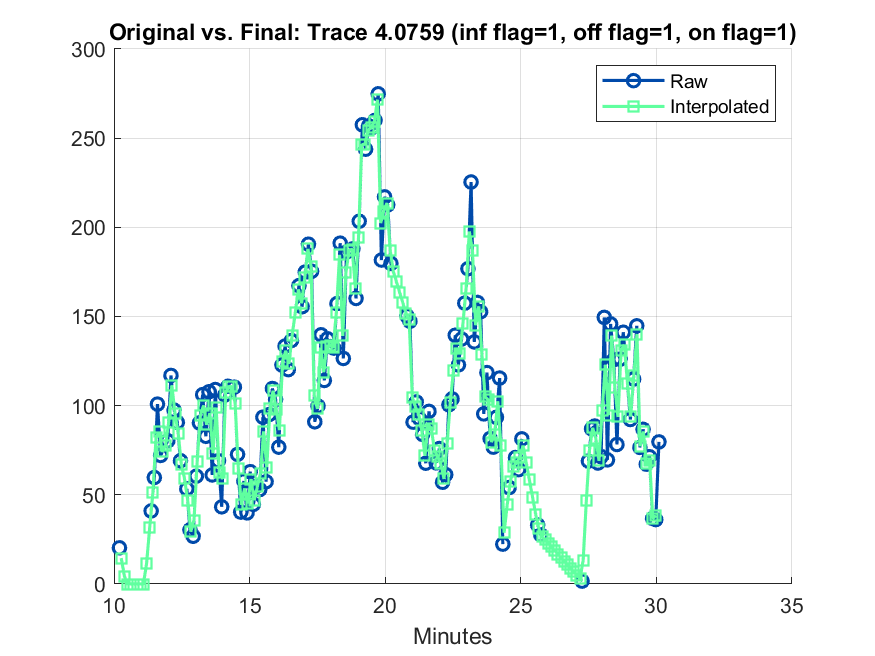 Original vs. Final: Trace 4.0759 (inf flag=1, off flag=1, on flag=1)
300
250
200
150
100
50
0
Raw
Interpolated
10 15 20 25 30 35
Minutes